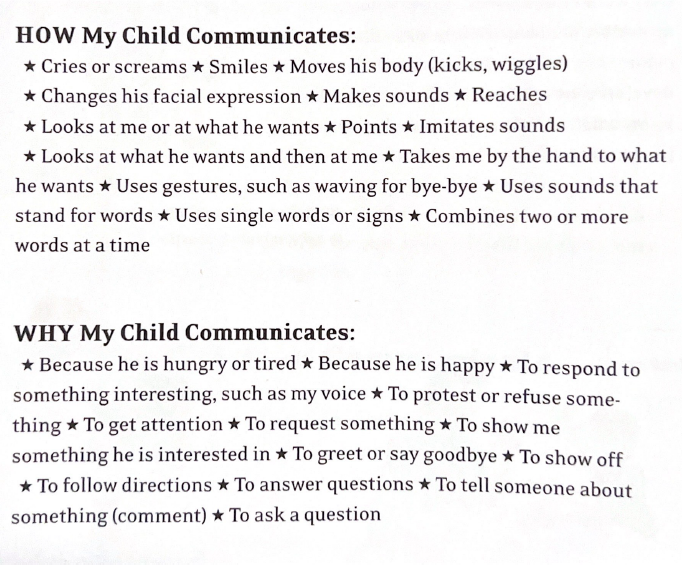 HOW My Child Communicates:
★ Cries or screams ★ Smiles ★ Moves his body (kicks, wiggles)
★ Changes his facial expression ★ Makes sounds ★ Reaches
★ Looks at me or at what he wants ★ Points ★ Imitates sounds
★ Looks at what he wants and then at me ★ Takes me by the hand to what
he wants ★ Uses gestures, such as waving for bye-bye ★ Uses sounds that
stand for words ★ Uses single words or signs ★ Combines two or more
words at a time
WHY My Child Communicates:
★ Because he is hungry or tired ★ Because he is happy ★ To respond to
something interesting, such as my voice ★ To protest or refuse some-
thing ★ To get attention ★ To request something ★ To show me
something he is interested in ★ To greet or say goodbye ★ To show off
★ To follow directions ★ To answer questions ★ To tell someone about
something (comment) ★ To ask a question